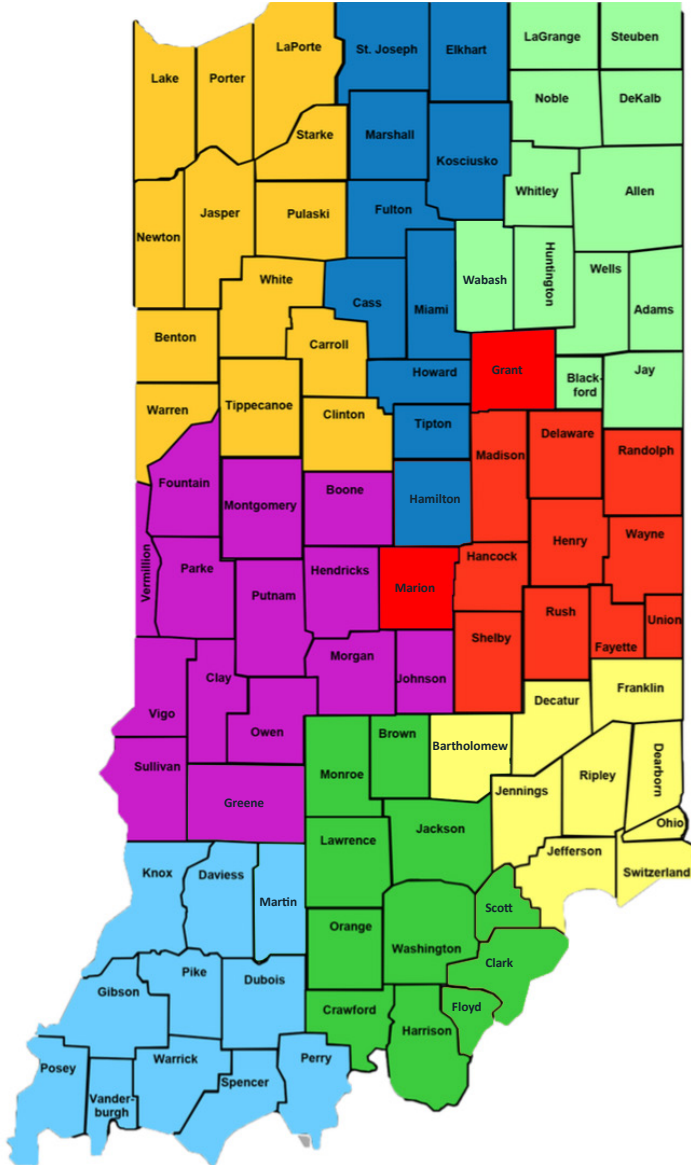 LaGrange
Steuben
LaPorte
St. Joseph
Elkhart
Lake
Porter
Noble
DeKalb
Starke
Marshall
Kosciusko
Whitley
Allen
Jasper
Pulaski
Fulton
Newton
Huntington
Wells
White
Wabash
Cass
Miami
Adams
Benton
Carroll
Howard
Grant
Jay
Black-
ford
Warren
Tippecanoe
Clinton
Tipton
Delaware
Madison
Randolph
Fountain
Boone
Montgomery
Hamilton
Wayne
Henry
Hancock
Vermillion
Parke
Hendricks
Putnam
Marion
Rush
Union
Shelby
Fayette
Morgan
Clay
Johnson
Franklin
Decatur
Vigo
Owen
Brown
Bartholomew
Dearborn
Sullivan
Monroe
Ripley
Jennings
Greene
Ohio
Jackson
Lawrence
Jefferson
Switzerland
Knox
Daviess
Martin
Scott
Orange
Washington
Clark
Pike
Dubois
Gibson
Crawford
Floyd
Harrison
Warrick
Perry
Posey
Spencer
Vander-
burgh